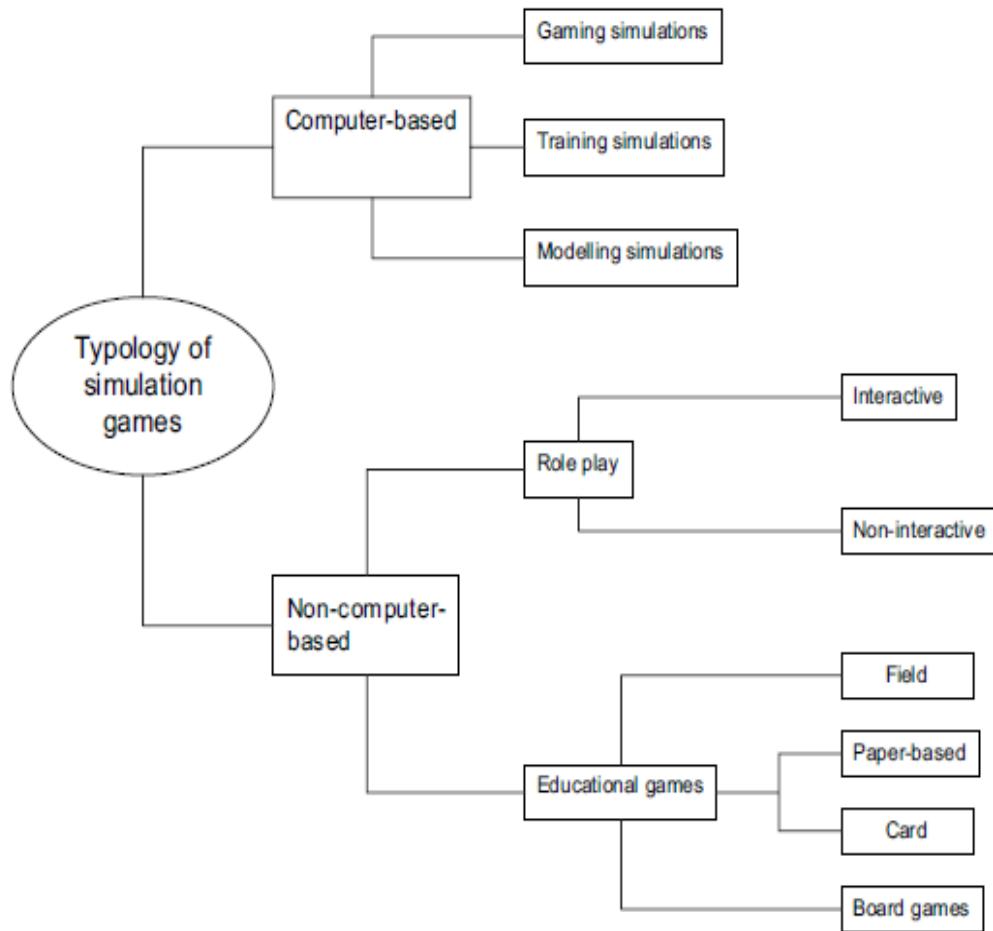 Gaming simulations
Computer-based
Training simulations
Modelling simulations
Typology of
simulation
games
Interactive
Role play
Non-interactive
Non-computer-
based
Field
Paper-based
Educational games
Card
Board games